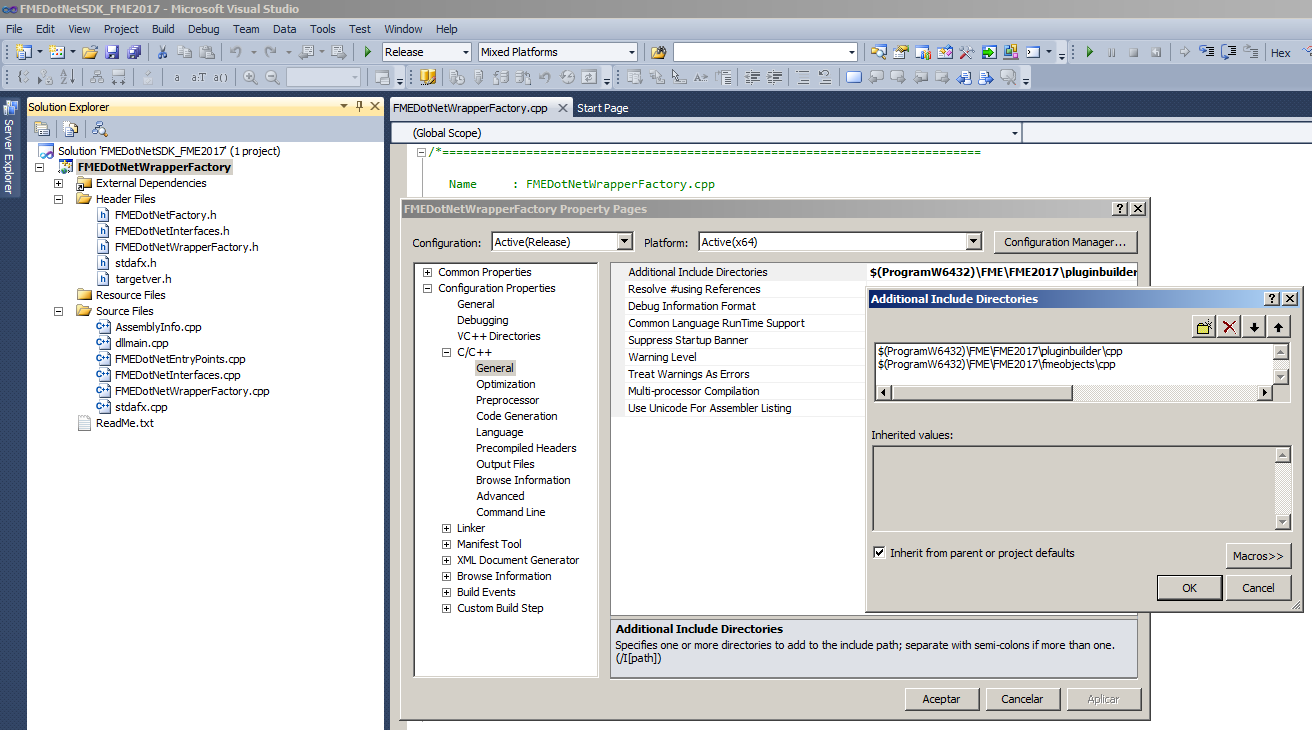 FMEDotNetSDK_FME2017 - Microsoft Visual Studio
File Edit View Project Build Debug Team Data Tools Test Window Help
Release Mixed Platforms Hex
Server Explorer
Solution Explorer
Solution 'FMEDotNetSDK_FME2017' (1 project)
FMEDotNetWrapperFactory
External Dependencies
Header Files
FMEDotNetFactory.h
FMEDotNetInterfaces.h
FMEDotNetWrapperFactory.h
stdafx.h
targetver.h
Resource Files
Source Files
AssemblyInfo.cpp
dllmain.cpp
FMEDotNetEntryPoints.cpp
FMEDotNetInterfaces.cpp
FMEDotNetWrapperFactory.cpp
stdafx.cpp
ReadMe.txt
FMEDotNetWrapperFactory.cpp Start Page
(Global Scope)
/*=============================================================================
Name : FMEDotNetWrapperFactory.cpp
FMEDotNetWrapperFactory Property Pages
Configuration: Active(Release) Platform: Active(x64) Configuration Manager...
Common Properties
Configuration Properties
General
Debugging
VC++ Directories
C/C++
General
Optimization
Preprocessor
Code Generation
Language
Precompiled Headers
Output Files
Browse Information
Advanced
Command Line
Linker
Manifest Tool
XML Document Generator
Browse Information
Build Events
Custom Build Step
Additional Include Directories $(ProgramW6432)\FME\FME2017\pluginbuilder
Resolve #using References
Debug Information Format
Common Language RunTime Support
Suppress Startup Banner
Warning Level
Treat Warnings As Errors
Multi-processor Compilation
Use Unicode For Assembler Listing
Additional Include Directories
Specifies one or more directories to add to the include path; separate with semi-colons if more than one.
(/I[path])
Aceptar Cancelar Aplicar
Additional Include Directories
$(ProgramW6432)\FME\FME2017\pluginbuilder\cpp
$(ProgramW6432)\FME\FME2017\fmeobjects\cpp
Inherited values:
Inherit from parent or project defaults
Macros>>
OK Cancel